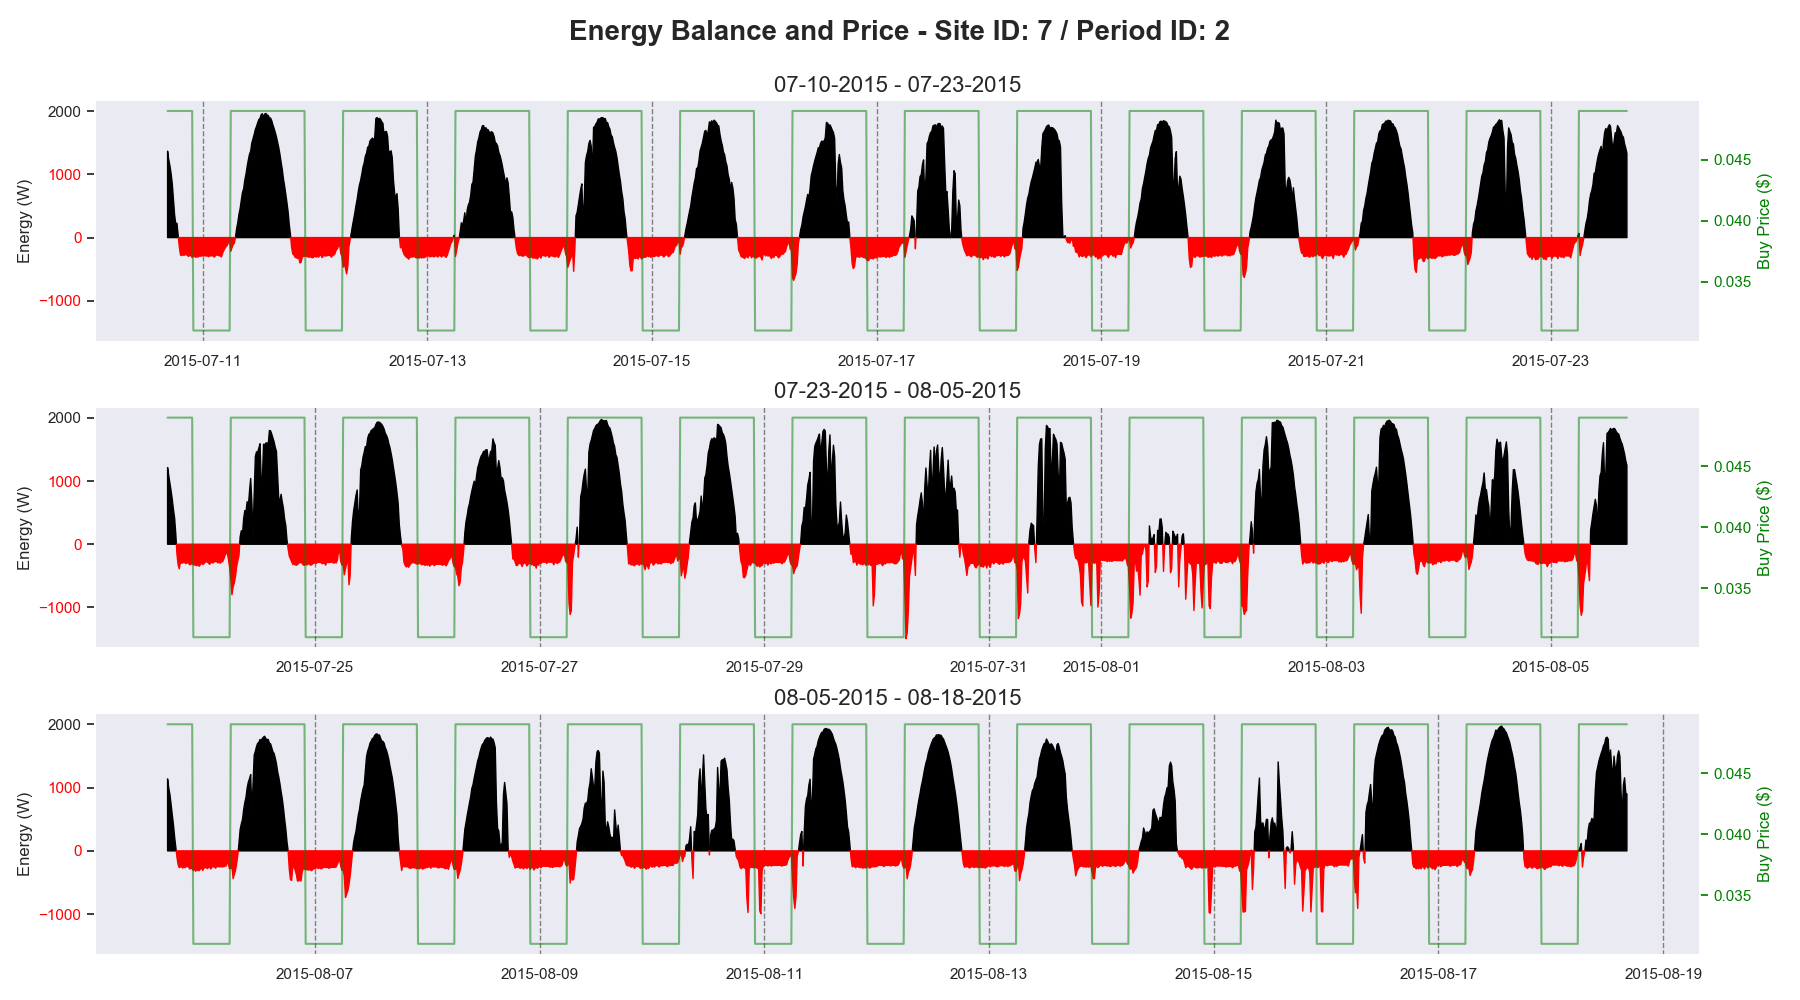 Energy Balance and Price - Site ID: 7 / Period ID: 2
07-10-2015 - 07-23-2015
2000
1000
0
−1000
Energy (W)
0.045
0.040
0.035
Buy Price ($)
2015-07-11 2015-07-13 2015-07-15 2015-07-17 2015-07-19 2015-07-21 2015-07-23
07-23-2015 - 08-05-2015
2000
1000
0
−1000
Energy (W)
0.045
0.040
0.035
Buy Price ($)
2015-07-25 2015-07-27 2015-07-29 2015-07-31 2015-08-01 2015-08-03 2015-08-05
08-05-2015 - 08-18-2015
2000
1000
0
−1000
Energy (W)
0.045
0.040
0.035
Buy Price ($)
2015-08-07 2015-08-09 2015-08-11 2015-08-13 2015-08-15 2015-08-17 2015-08-19